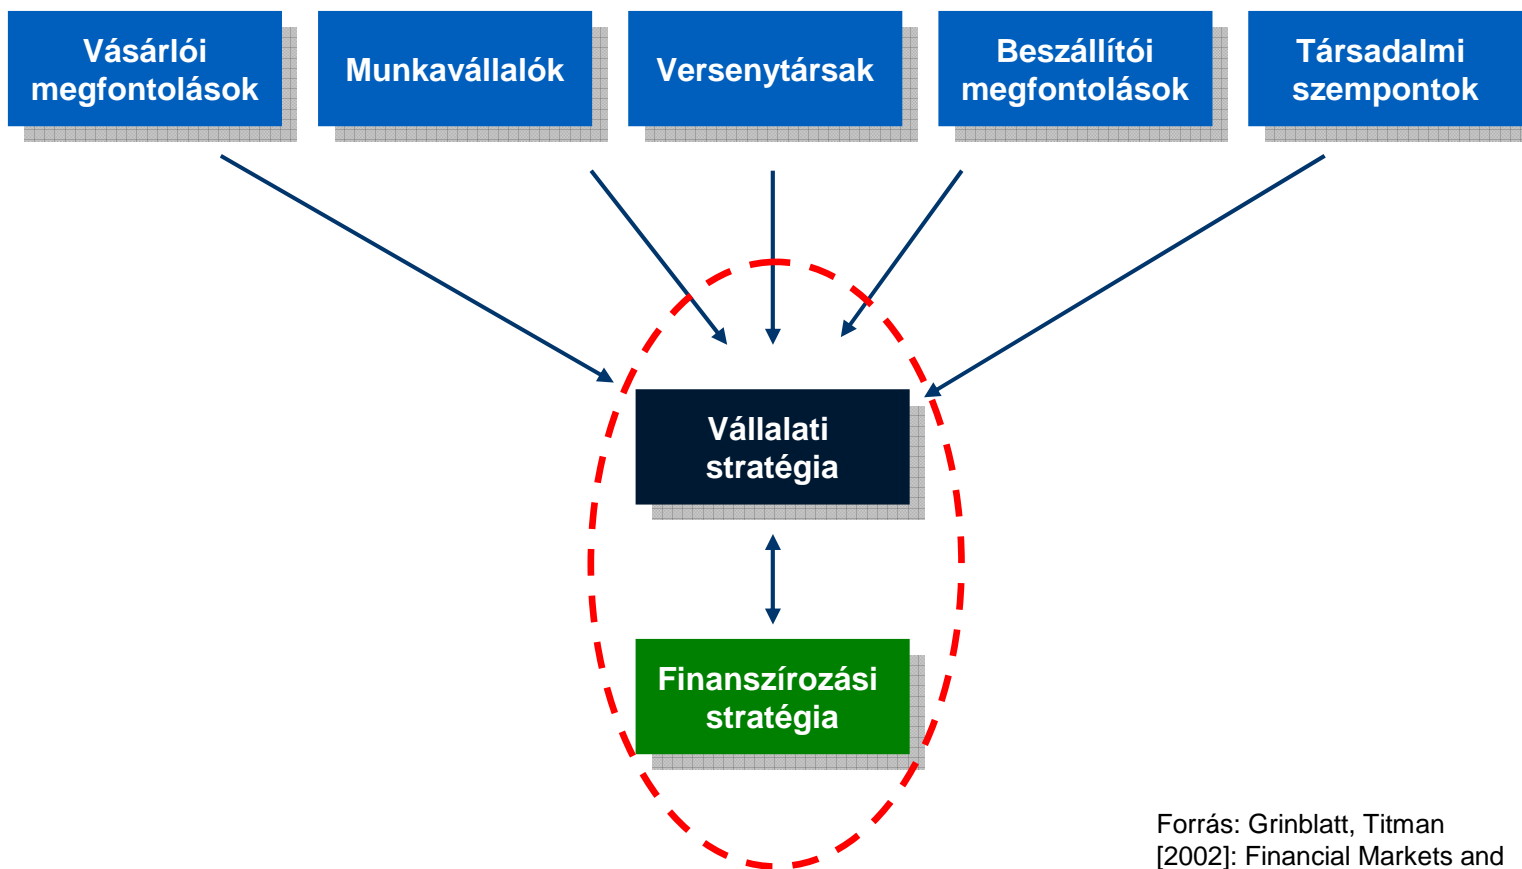 Vásárlói
megfontolások
Munkavállalók
Versenytársak
Beszállítói
megfontolások
Társadalmi
szempontok
Vállalati
stratégia
Finanszírozási
stratégia
Forrás: Grinblatt, Titman
[2002]: Financial Markets and